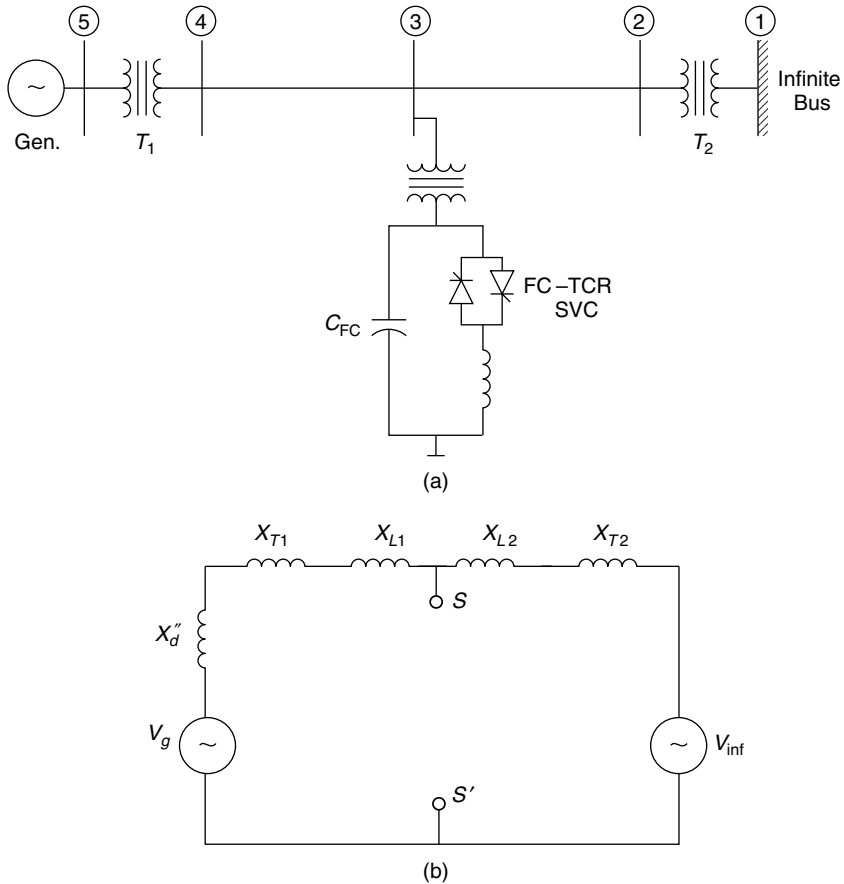 5 4 3 2 1
~
Gen.
T1
T2
Infinite
Bus
FC–TCR
SVC
CFC
(a)
XT1 XL1 XL2 XT2
S
Xd″
Vg
~
~
Vinf
S′
(b)